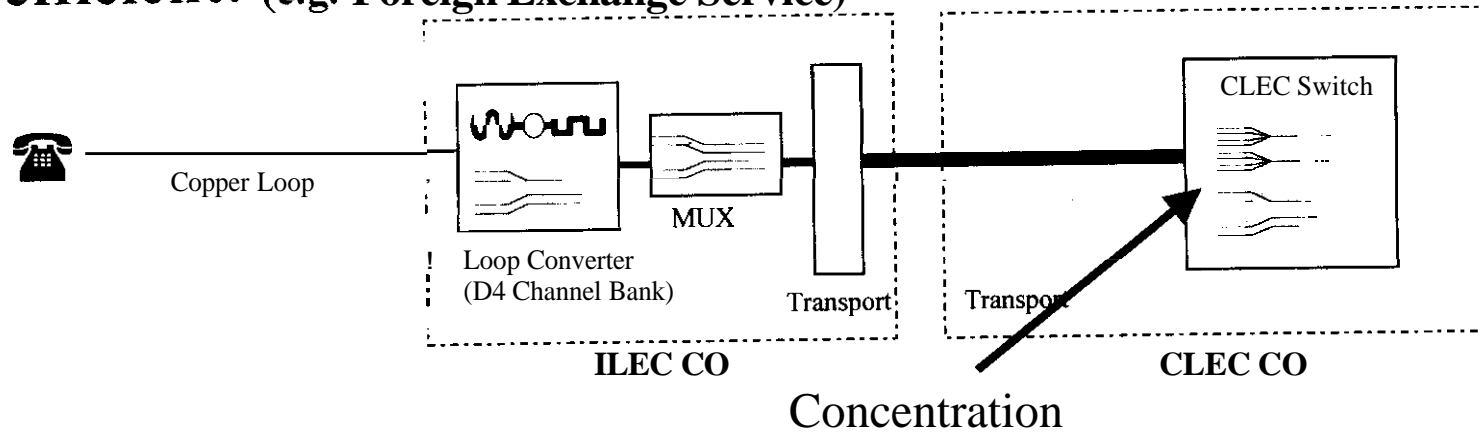 (e.g. Foreign Exchange Service)
CLEC Switch
Copper Loop
MUX
Loop Converter
(D4 Channel Bank)
Transport
Transport
ILEC CO
CLEC CO
Concentration